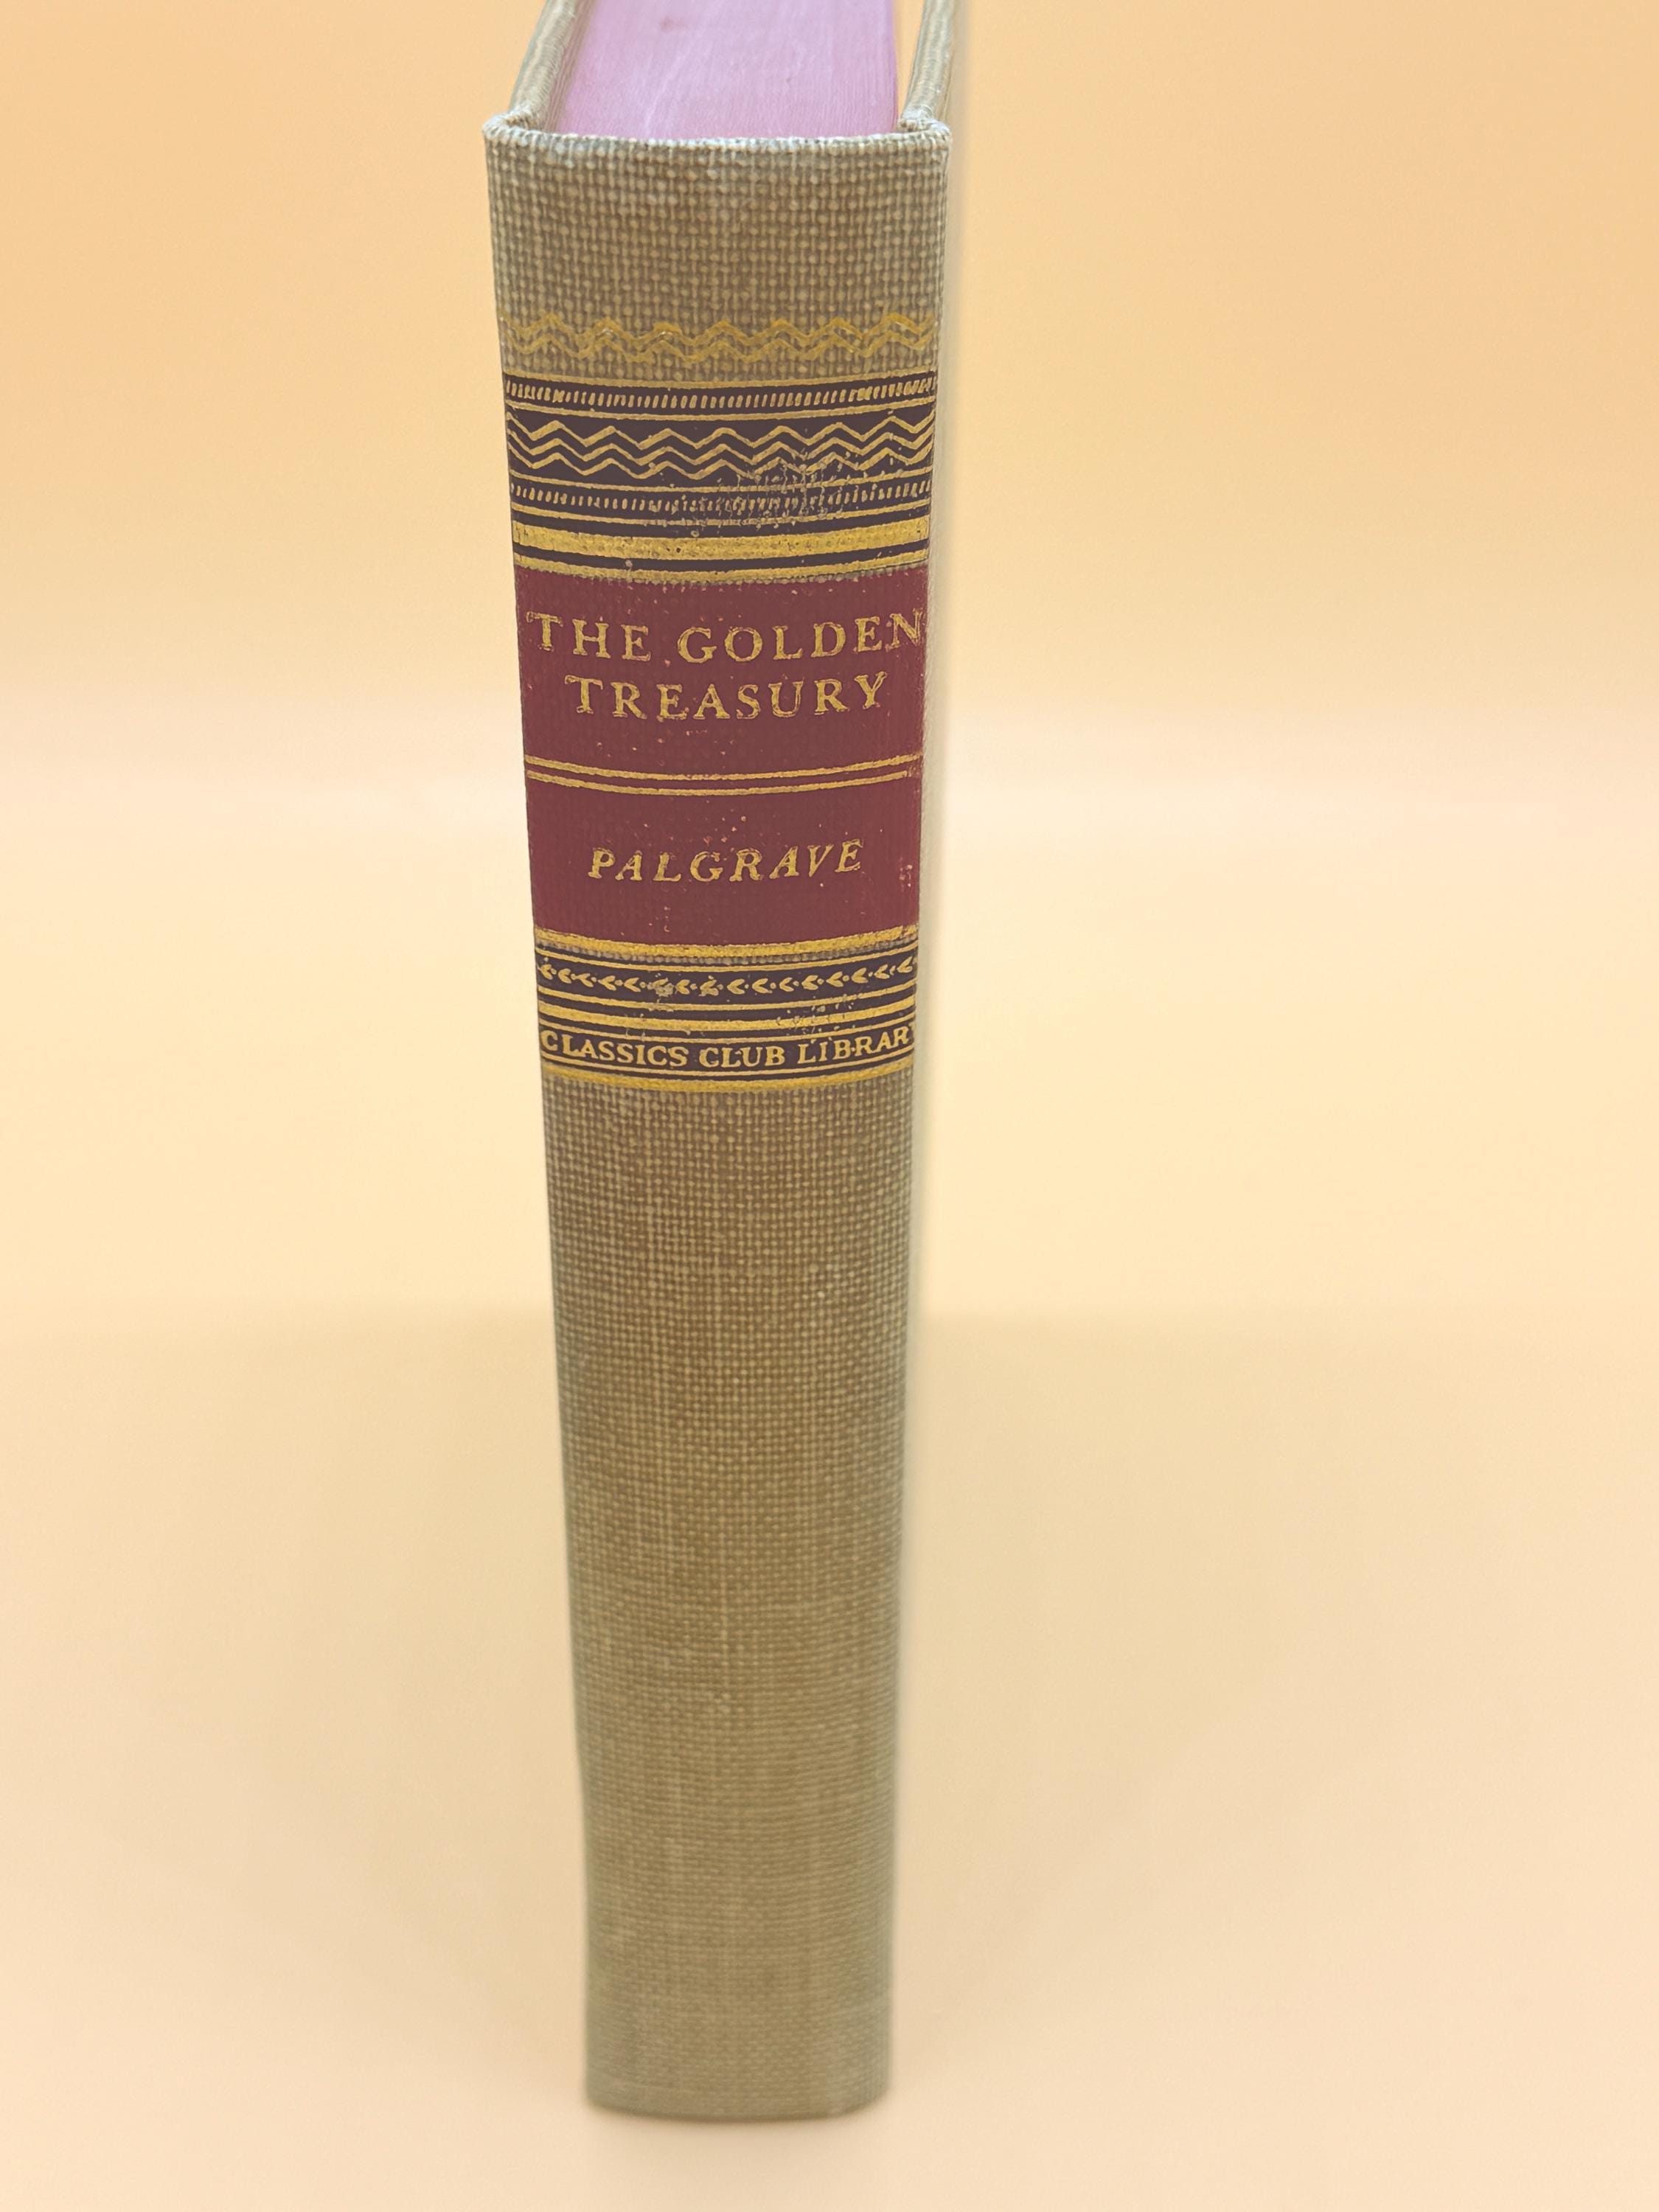 THE GOLDEN
TREASURY
PALGRAVE
CLASSICS CLUB LIBRARY